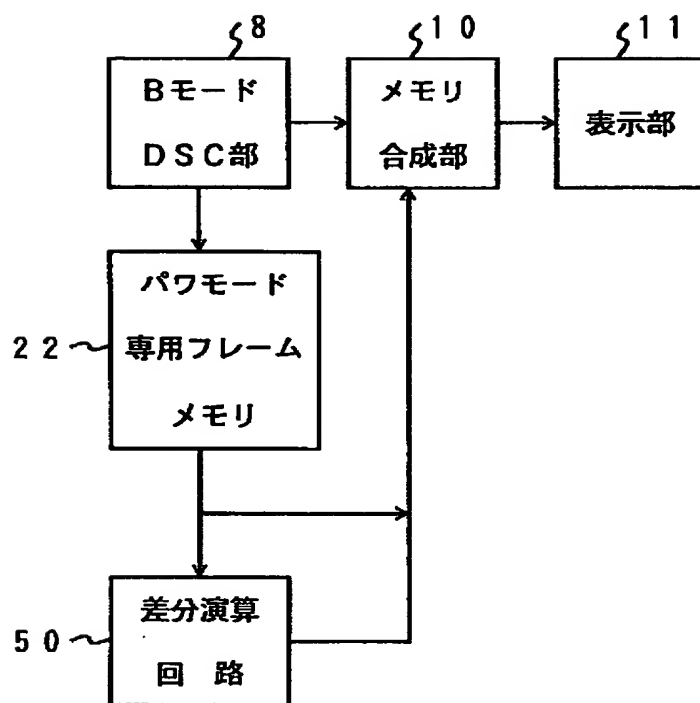 8
10
11
Bモード
DSC部
メモリ
合成部
表示部
パワモード
22
専用フレーム
メモリ
差分演算
50
回 路